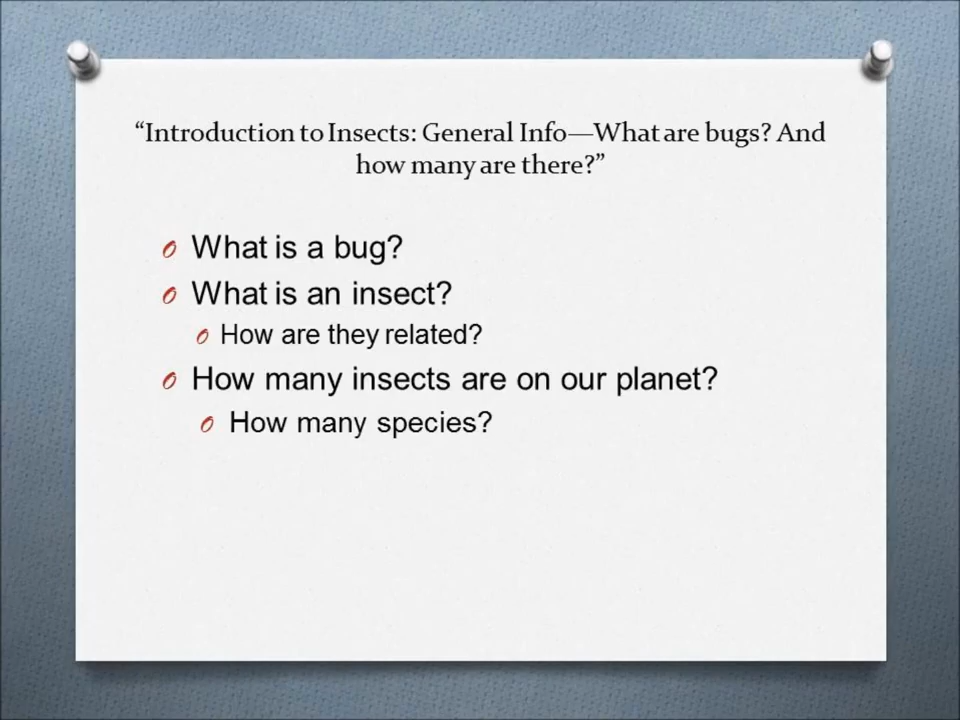 “Introduction to Insects: General Info—What are bugs? And
how many are there?”
What is a bug?
What is an insect?
How are they related?
How many insects are on our planet?
How many species?